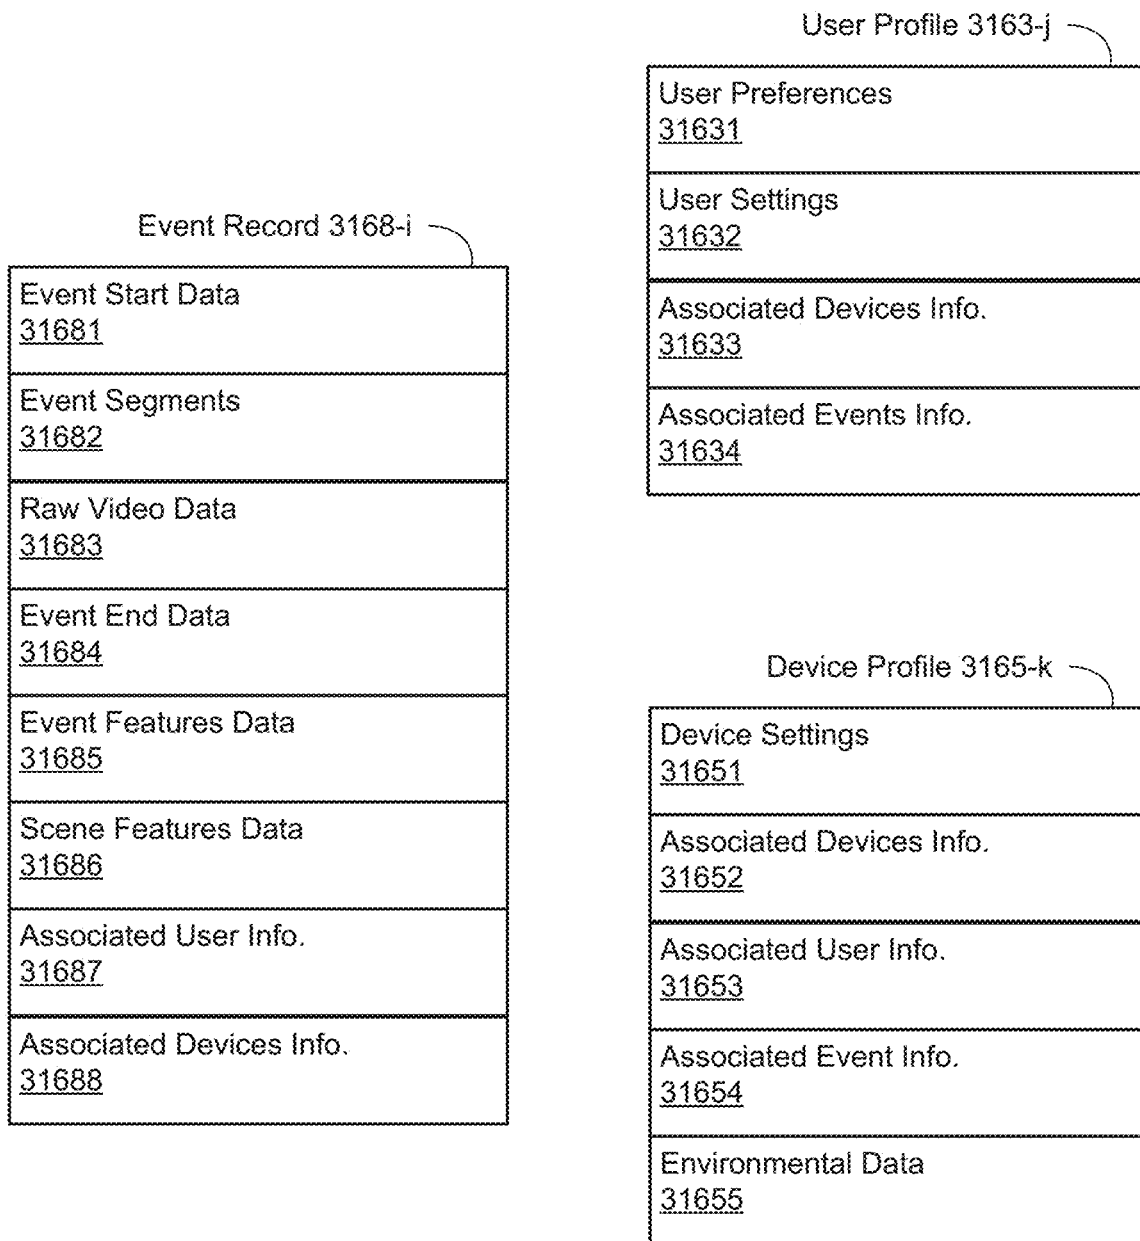 User Profile 3163-j
User Preferences
31631
User Settings
31632
Associated Devices Info.
31633
Associated Events Info.
31634
Event Record 3168-i
Event Start Data
31681
Event Segments
31682
Raw Video Data
31683
Event End Data
31684
Event Features Data
31685
Scene Features Data
31686
Associated User Info.
31687
Associated Devices Info.
31688
Device Profile 3165-k
Device Settings
31651
Associated Devices Info.
31652
Associated User Info.
31653
Associated Event Info.
31654
Environmental Data
31655